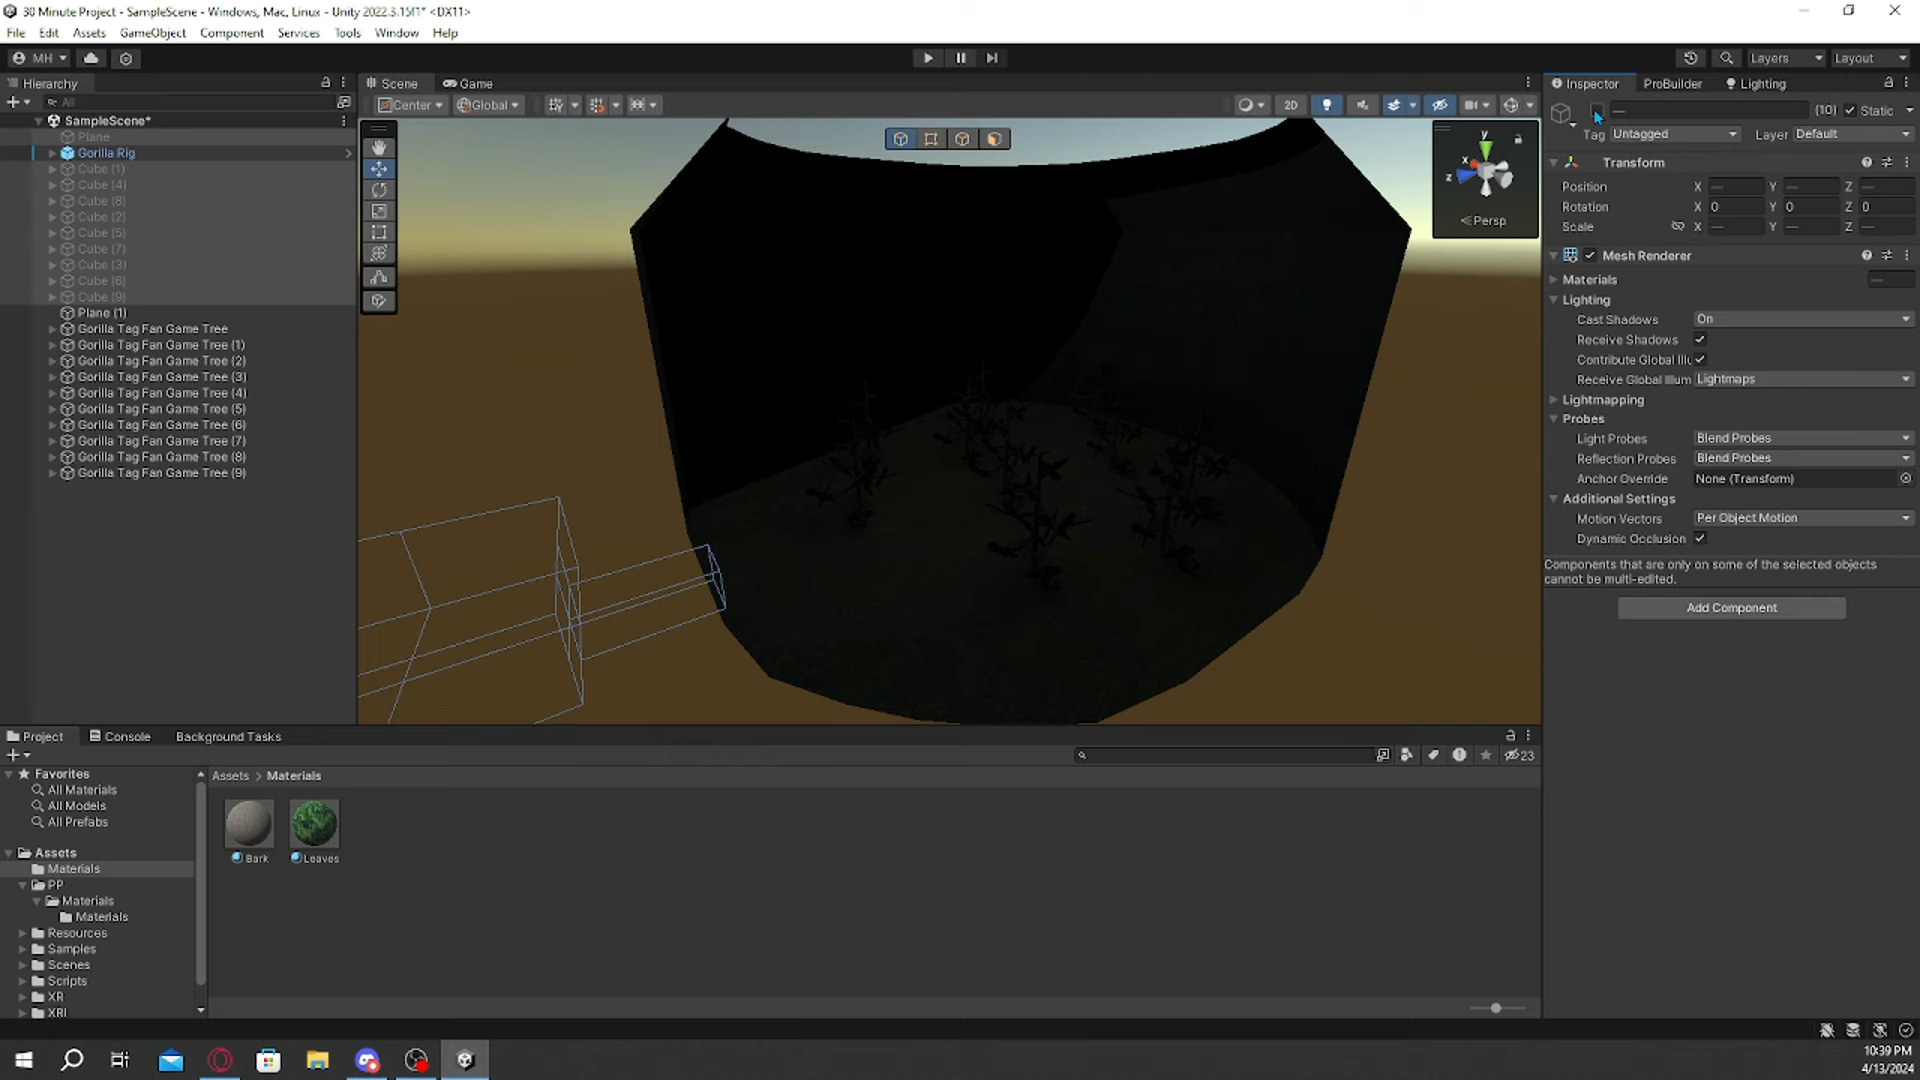 30 Minute Project - SampleScene - Windows, Mac, Linux - Unity 2022.3.15f1* <DX11>
File Edit Assets GameObject Component Services Tools Window Help
MH Layers Layout
Hierarchy Scene Game Inspector ProBuilder Lighting
All Center Global 2D (10) Static
SampleScene*
Plane
Gorilla Rig
Cube (1)
Cube (4)
Cube (8)
Cube (2)
Cube (5)
Cube (7)
Cube (3)
Cube (6)
Cube (9)
Plane (1)
Gorilla Tag Fan Game Tree
Gorilla Tag Fan Game Tree (1)
Gorilla Tag Fan Game Tree (2)
Gorilla Tag Fan Game Tree (3)
Gorilla Tag Fan Game Tree (4)
Gorilla Tag Fan Game Tree (5)
Gorilla Tag Fan Game Tree (6)
Gorilla Tag Fan Game Tree (7)
Gorilla Tag Fan Game Tree (8)
Gorilla Tag Fan Game Tree (9)
y
x
z
<Persp
Tag Untagged Layer Default
Transform
Position X — Y — Z —
Rotation X 0 Y 0 Z 0
Scale X — Y — Z —
Mesh Renderer
Materials —
Lighting
Cast Shadows On
Receive Shadows
Contribute Global Illu
Receive Global Illum Lightmaps
Lightmapping
Probes
Light Probes Blend Probes
Reflection Probes Blend Probes
Anchor Override None (Transform)
Additional Settings
Motion Vectors Per Object Motion
Dynamic Occlusion
Components that are only on some of the selected objects
cannot be multi-edited.
Add Component
Project Console Background Tasks
23
Favorites
All Materials
All Models
All Prefabs
Assets
Materials
PP
Materials
Materials
Resources
Samples
Scenes
Scripts
XR
XRI
Assets > Materials
Bark Leaves
10:39 PM
4/13/2024